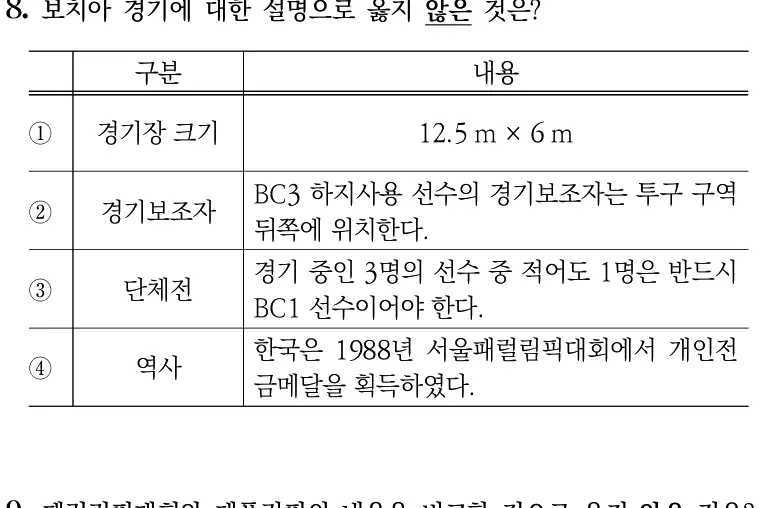 8. 보치아 경기에 대한 설명으로 옳지 않은 것은?
구분 내용
① 경기장 크기 12.5 m × 6 m
② 경기보조자 BC3 하지사용 선수의 경기보조자는 투구 구역
뒤쪽에 위치한다.
③ 단체전 경기 중인 3명의 선수 중 적어도 1명은 반드시
BC1 선수이어야 한다.
④ 역사 한국은 1988년 서울패럴림픽대회에서 개인전
금메달을 획득하였다.